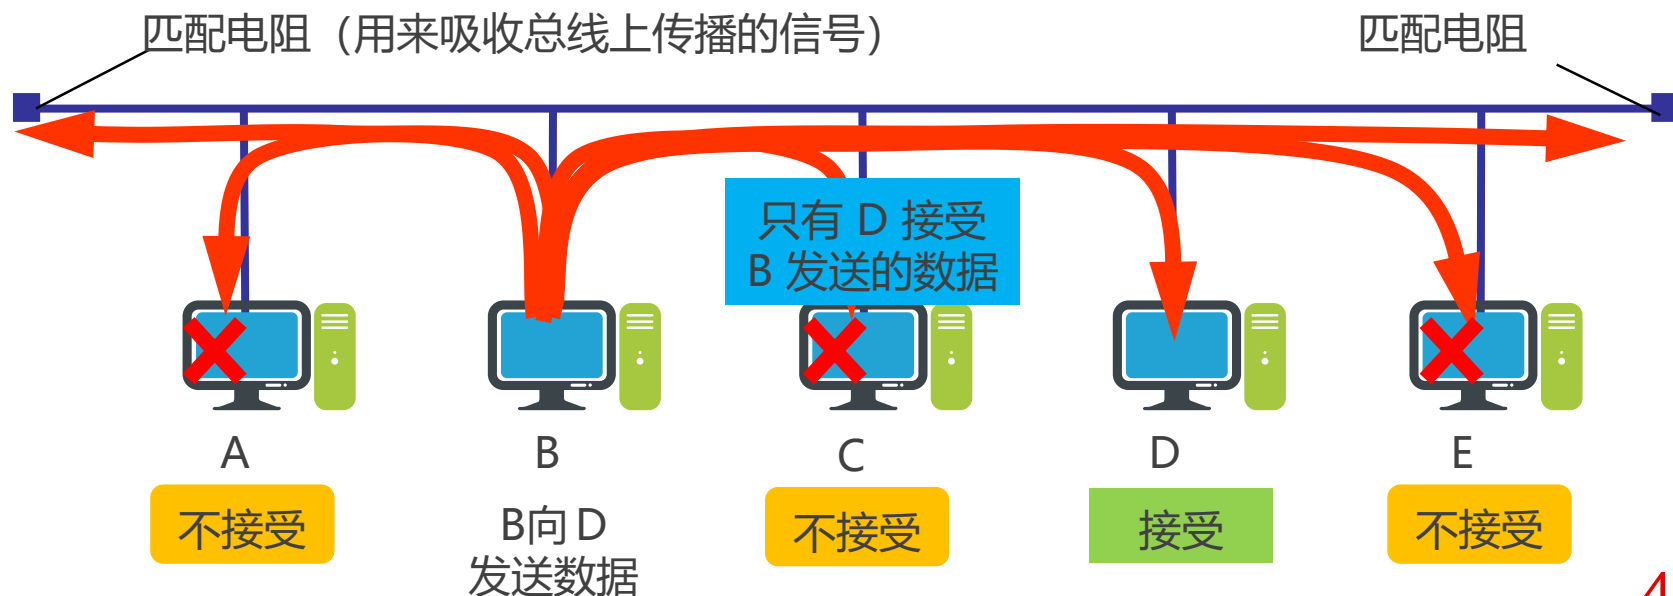 匹配电阻（用来吸收总线上传播的信号）
匹配电阻
只有 D 接受
B 发送的数据
A
B
C
D
E
不接受
B向 D
发送数据
不接受
接受
不接受
4